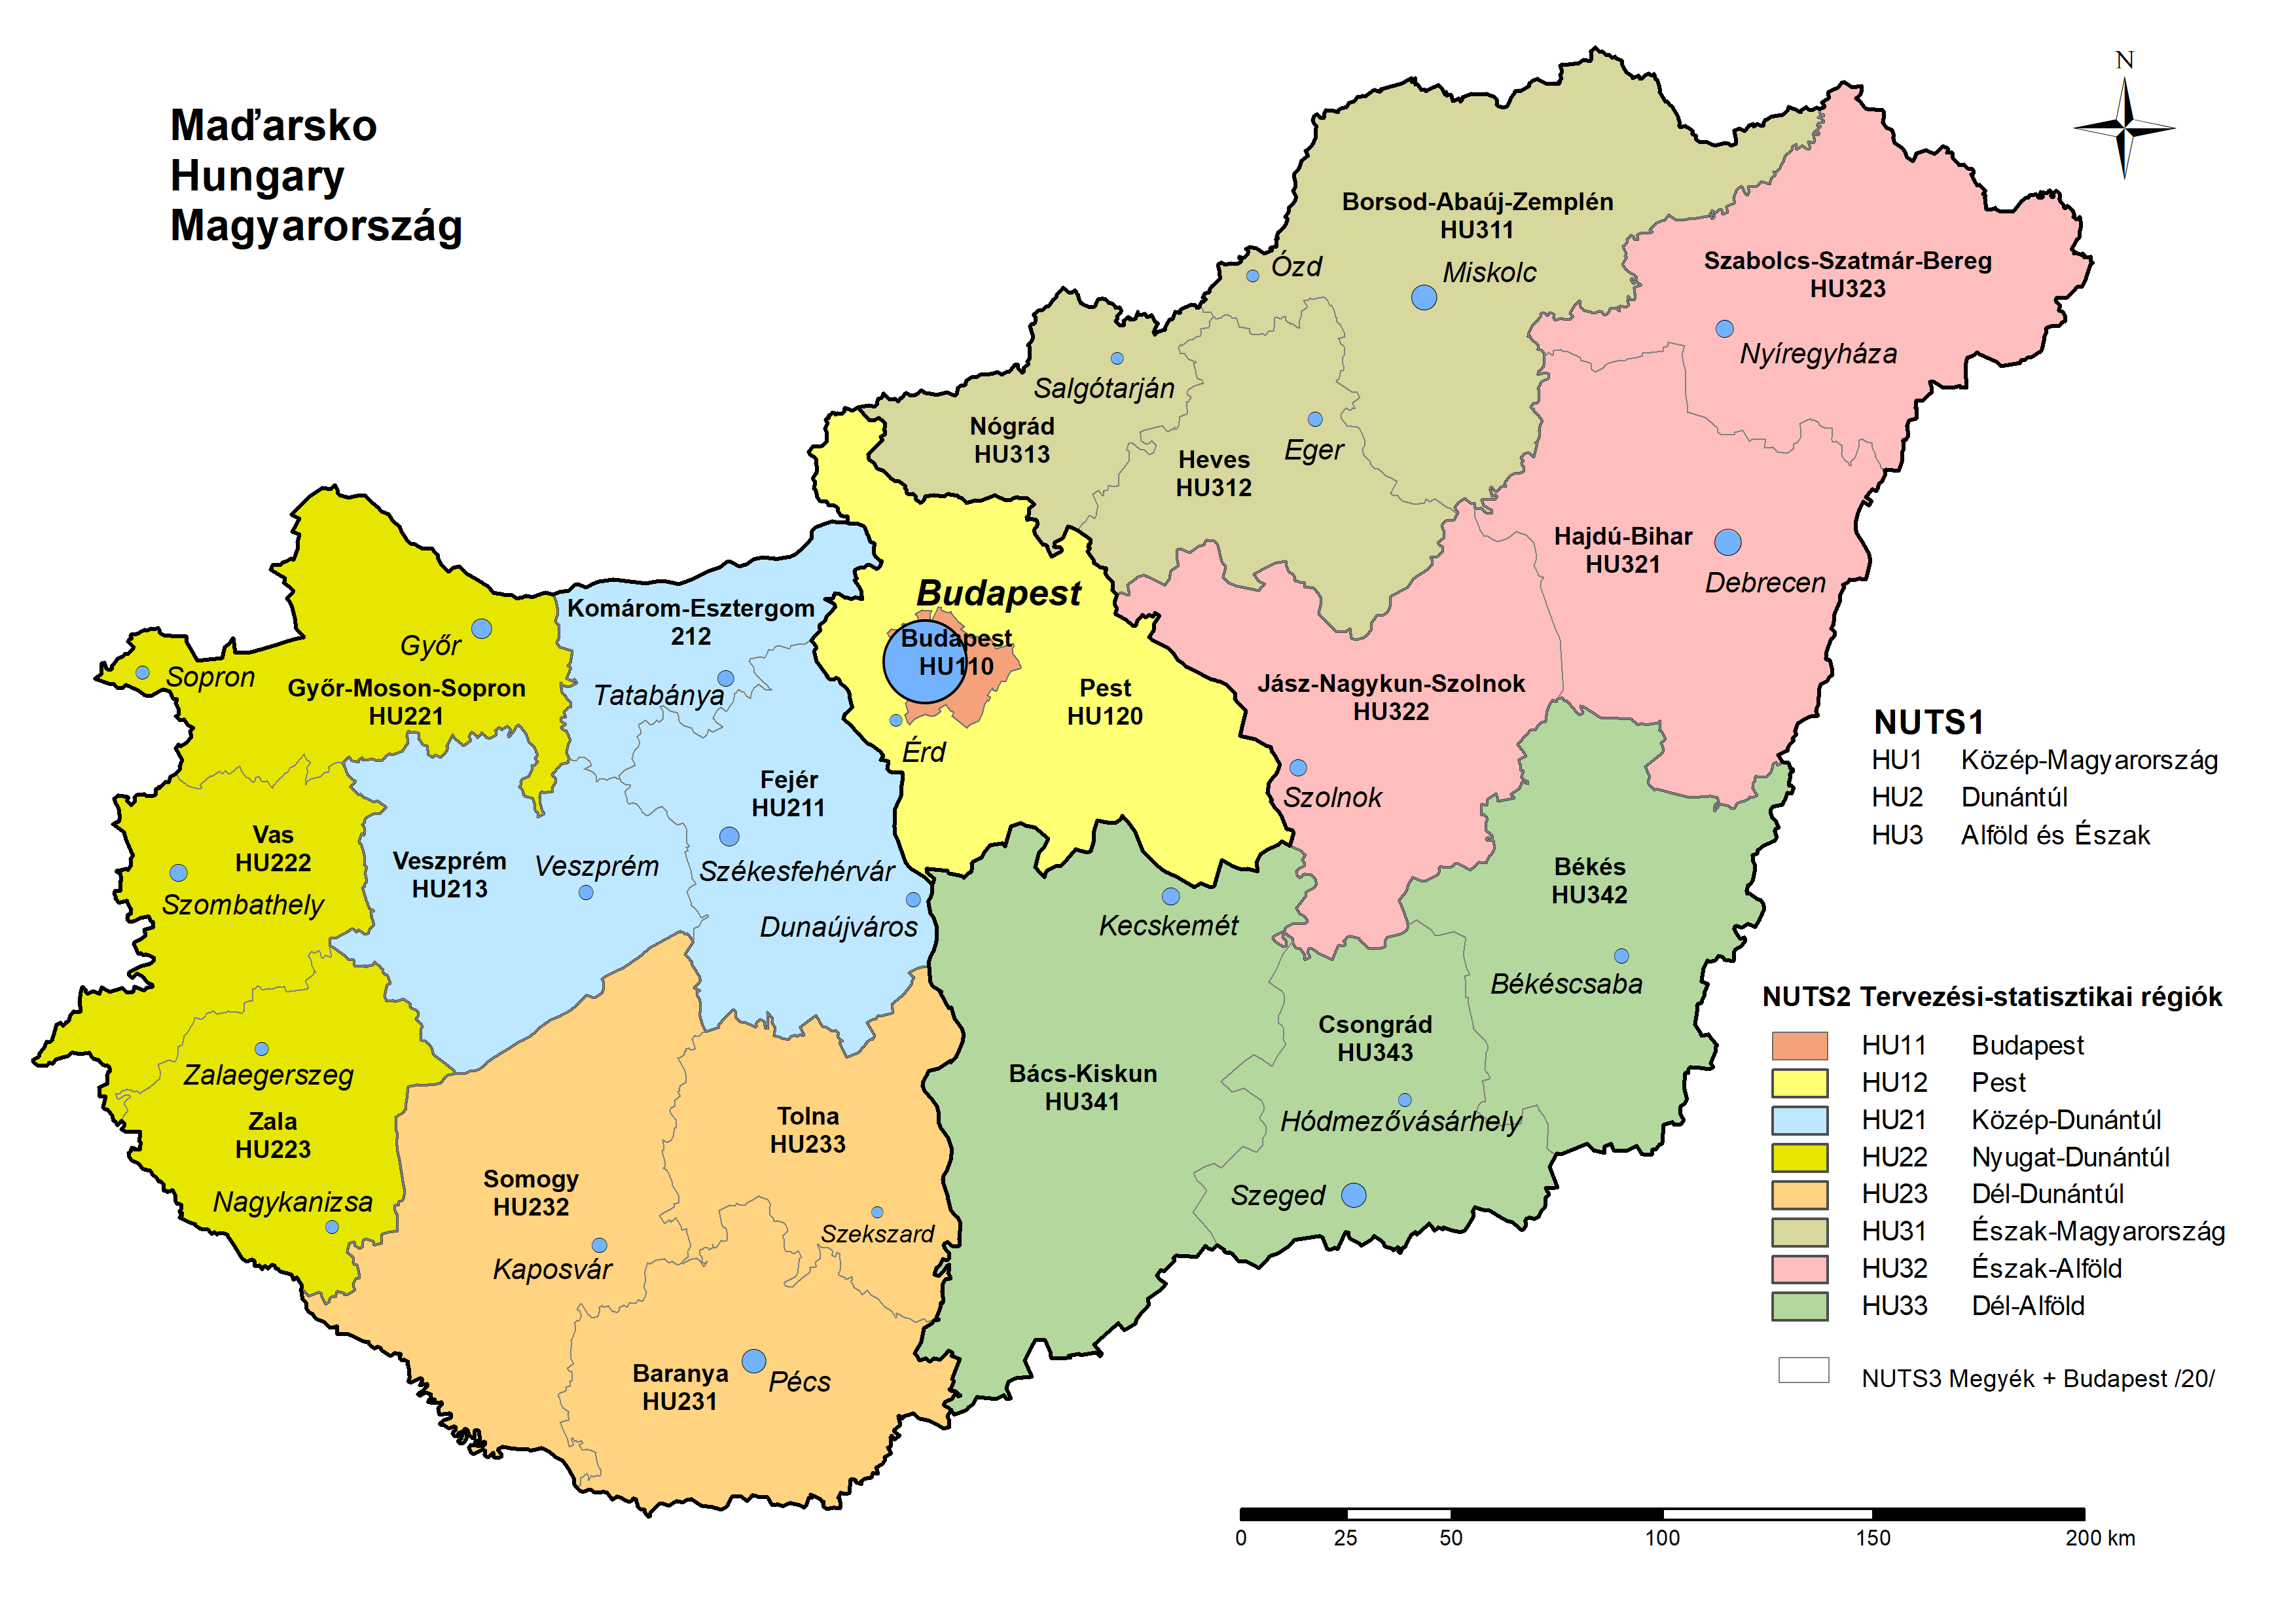 Maďarsko
Hungary
Magyarország
N
Borsod-Abaúj-Zemplén
HU311
Ózd
Miskolc
Szabolcs-Szatmár-Bereg
HU323
Nyíregyháza
Salgótarján
Nógrád
HU313
Heves
HU312
Eger
Hajdú-Bihar
HU321
Debrecen
Budapest
Budapest
HU110
Komárom-Esztergom
212
Tatabánya
Győr
Sopron
Győr-Moson-Sopron
HU221
Pest
HU120
Érd
Jász-Nagykun-Szolnok
HU322
Szolnok
Fejér
HU211
Székesfehérvár
Dunaújváros
Vas
HU222
Szombathely
Veszprém
HU213
Veszprém
Kecskemét
Békés
HU342
Békéscsaba
Csongrád
HU343
Hódmezővásárhely
Szeged
Bács-Kiskun
HU341
Zalaegerszeg
Zala
HU223
Nagykanizsa
Tolna
HU233
Szekszard
Somogy
HU232
Kaposvár
Baranya
HU231
Pécs
NUTS1
HU1 Közép-Magyarország
HU2 Dunántúl
HU3 Alföld és Észak
NUTS2 Tervezési-statisztikai régiók
HU11 Budapest
HU12 Pest
HU21 Közép-Dunántúl
HU22 Nyugat-Dunántúl
HU23 Dél-Dunántúl
HU31 Észak-Magyarország
HU32 Észak-Alföld
HU33 Dél-Alföld
NUTS3 Megyék + Budapest /20/
0 25 50 100 150 200 km